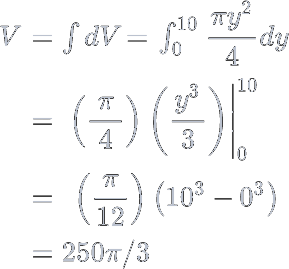 V = ∫ dV = ∫₀¹⁰ πy²/4 dy
= (π/4) (y³/3) |₀¹⁰
= (π/12) (10³ − 0³)
= 250π/3